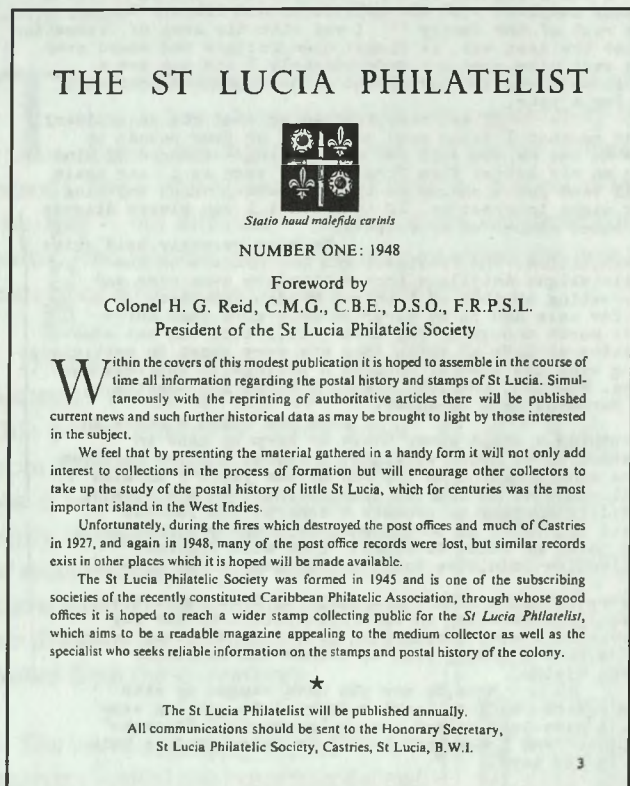 THE ST LUCIA PHILATELIST
Statio haud malefida carinis
NUMBER ONE: 1948
Foreword by
Colonel H. G. Reid, C.M.G., C.B.E., D.S.O., F.R.P.S.L.
President of the St Lucia Philatelic Society
Within the covers of this modest publication it is hoped to assemble in the course of
time all information regarding the postal history and stamps of St Lucia. Simul-
taneously with the reprinting of authoritative articles there will be published
current news and such further historical data as may be brought to light by those interested
in the subject.
We feel that by presenting the material gathered in a handy form it will not only add
interest to collections in the process of formation but will encourage other collectors to
take up the study of the postal history of little St Lucia, which for centuries was the most
important island in the West Indies.
Unfortunately, during the fires which destroyed the post offices and much of Castries
in 1927, and again in 1948, many of the post office records were lost, but similar records
exist in other places which it is hoped will be made available.
The St Lucia Philatelic Society was formed in 1945 and is one of the subscribing
societies of the recently constituted Caribbean Philatelic Association, through whose good
offices it is hoped to reach a wider stamp collecting public for the St Lucia Philatelist,
which aims to be a readable magazine appealing to the medium collector as well as the
specialist who seeks reliable information on the stamps and postal history of the colony.
★
The St Lucia Philatelist will be published annually.
All communications should be sent to the Honorary Secretary,
St Lucia Philatelic Society, Castries, St Lucia, B.W.I.
3